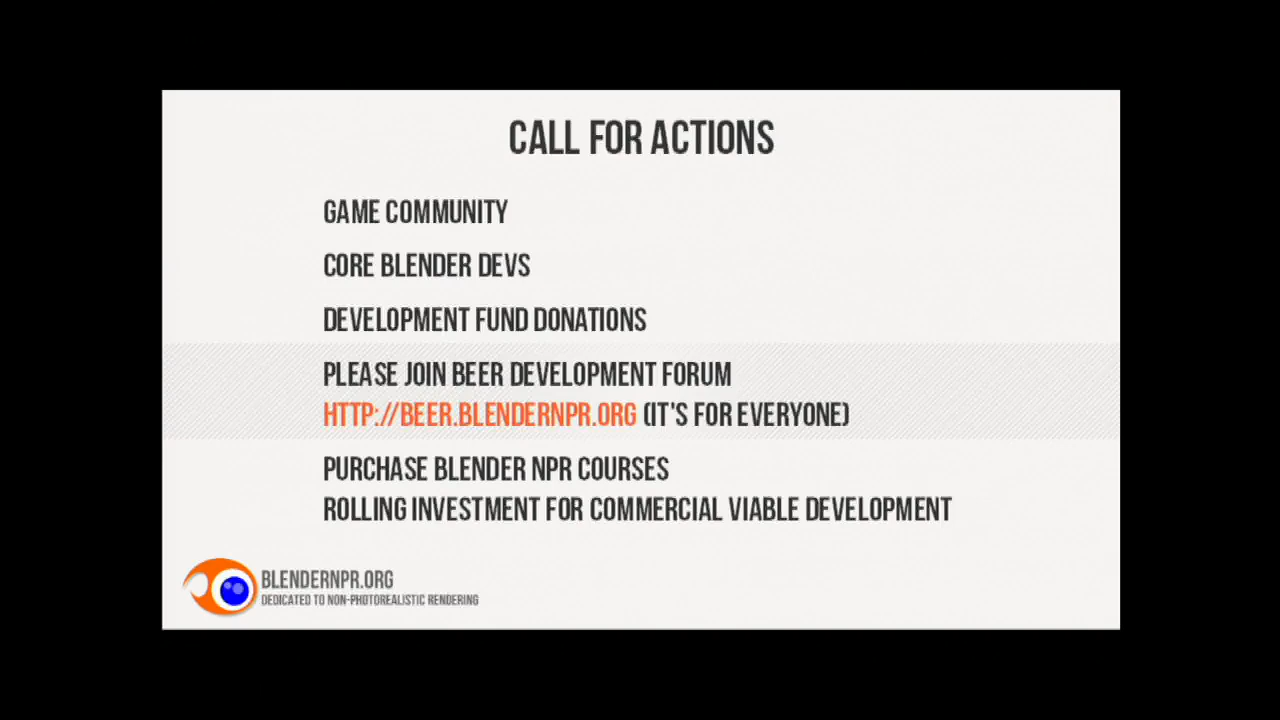 CALL FOR ACTIONS
GAME COMMUNITY
CORE BLENDER DEVS
DEVELOPMENT FUND DONATIONS
PLEASE JOIN BEER DEVELOPMENT FORUM
HTTP://BEER.BLENDERNPR.ORG (IT'S FOR EVERYONE)
PURCHASE BLENDER NPR COURSES
ROLLING INVESTMENT FOR COMMERCIAL VIABLE DEVELOPMENT
BLENDERNPR.ORG
DEDICATED TO NON-PHOTOREALISTIC RENDERING